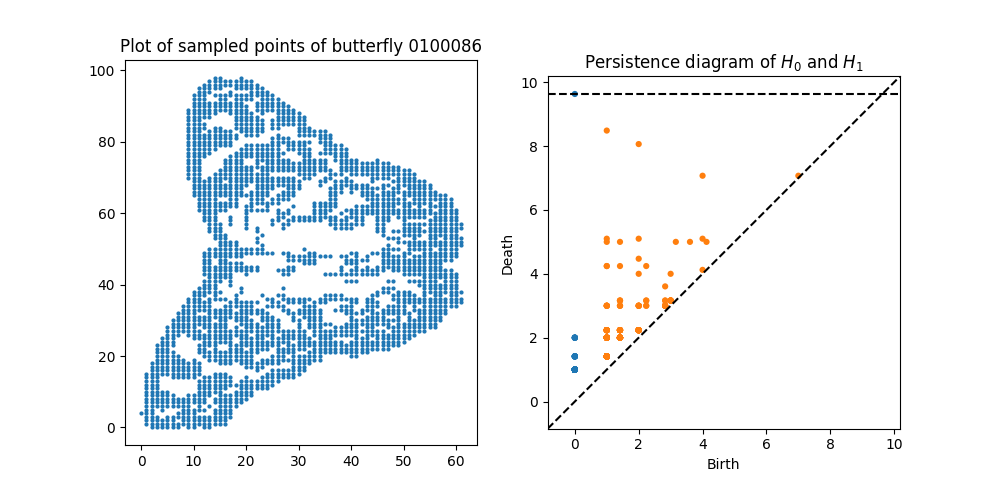 Plot of sampled points of butterfly 0100086
100
80
60
40
20
0
0 10 20 30 40 50 60
Persistence diagram of H₀ and H₁
10
8
6
4
2
0
Death
0 2 4 6 8 10
Birth